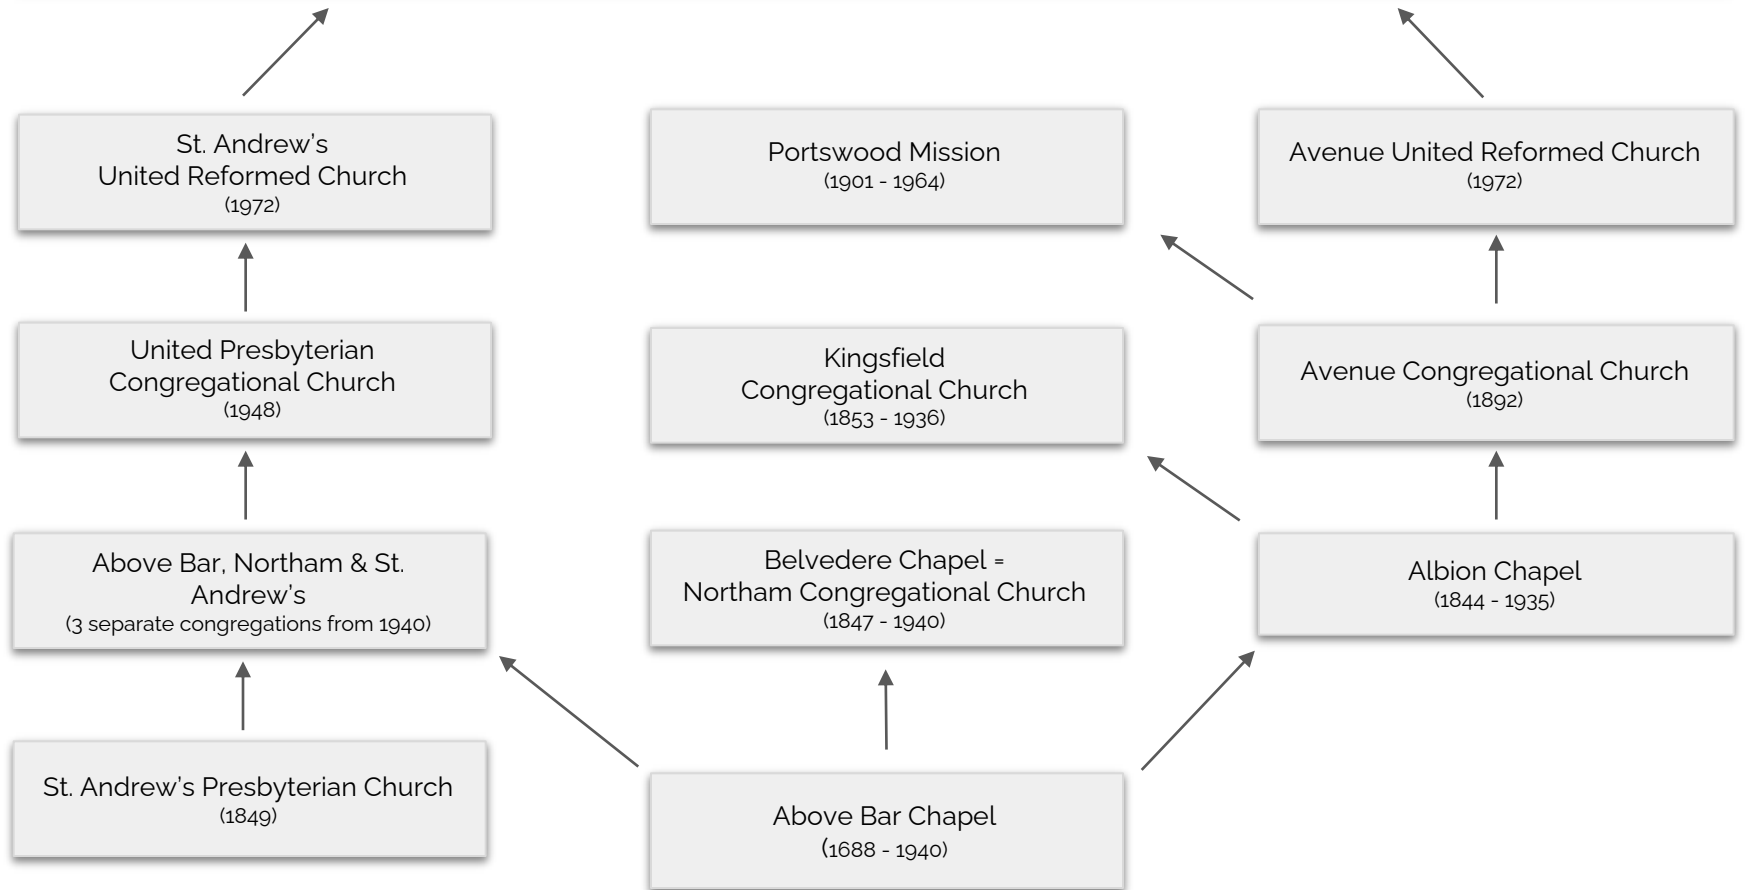 St. Andrew's
United Reformed Church
(1972)
Portswood Mission
(1901 - 1964)
Avenue United Reformed Church
(1972)
United Presbyterian
Congregational Church
(1948)
Kingsfield
Congregational Church
(1853 - 1936)
Avenue Congregational Church
(1892)
Above Bar, Northam & St.
Andrew's
(3 separate congregations from 1940)
Belvedere Chapel =
Northam Congregational Church
(1847 - 1940)
Albion Chapel
(1844 - 1935)
St. Andrew's Presbyterian Church
(1849)
Above Bar Chapel
(1688 - 1940)